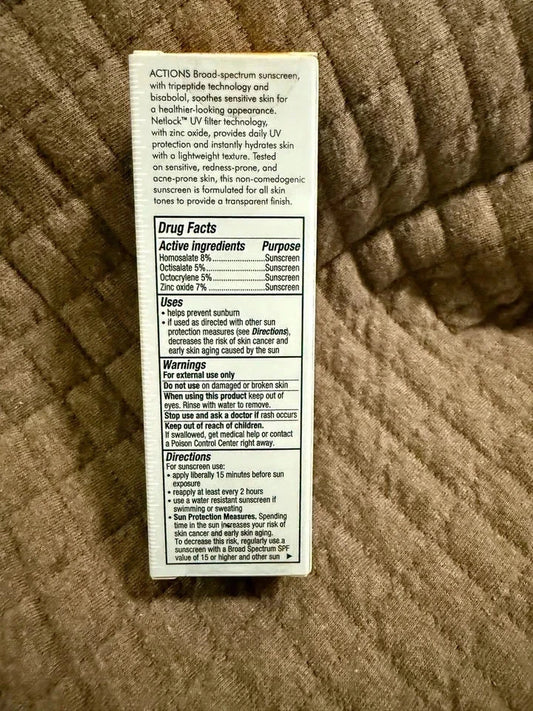 ACTIONS Broad-spectrum sunscreen,
with tripeptide technology and
bisabolol, soothes sensitive skin for
a healthier-looking appearance.
Netlock™ UV filter technology,
with zinc oxide, provides daily UV
protection and instantly hydrates skin
with a lightweight texture. Tested
on sensitive, redness-prone, and
acne-prone skin, this non-comedogenic
sunscreen is formulated for all skin
tones to provide a transparent finish.
Drug Facts
Active ingredients Purpose
Homosalate 8%......................Sunscreen
Octisalate 5%........................Sunscreen
Octocrylene 5%.....................Sunscreen
Zinc oxide 7% .......................Sunscreen
Uses
• helps prevent sunburn
• if used as directed with other sun
protection measures (see Directions),
decreases the risk of skin cancer and
early skin aging caused by the sun
Warnings
For external use only
Do not use on damaged or broken skin
When using this product keep out of
eyes. Rinse with water to remove.
Stop use and ask a doctor if rash occurs
Keep out of reach of children.
If swallowed, get medical help or contact
a Poison Control Center right away.
Directions
For sunscreen use:
• apply liberally 15 minutes before sun
exposure
• reapply at least every 2 hours
• use a water resistant sunscreen if
swimming or sweating
• Sun Protection Measures. Spending
time in the sun increases your risk of
skin cancer and early skin aging.
To decrease this risk, regularly use a
sunscreen with a Broad Spectrum SPF
value of 15 or higher and other sun ►